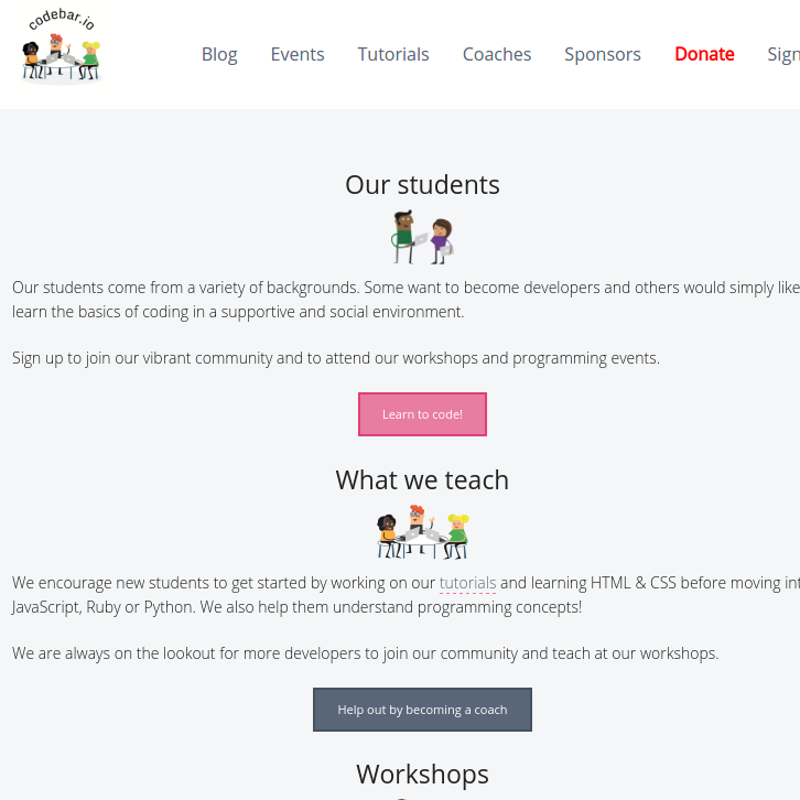 codebar.io
Blog Events Tutorials Coaches Sponsors Donate Sign
Our students
Our students come from a variety of backgrounds. Some want to become developers and others would simply like
learn the basics of coding in a supportive and social environment.
Sign up to join our vibrant community and to attend our workshops and programming events.
Learn to code!
What we teach
We encourage new students to get started by working on our tutorials and learning HTML & CSS before moving int
JavaScript, Ruby or Python. We also help them understand programming concepts!
We are always on the lookout for more developers to join our community and teach at our workshops.
Help out by becoming a coach
Workshops